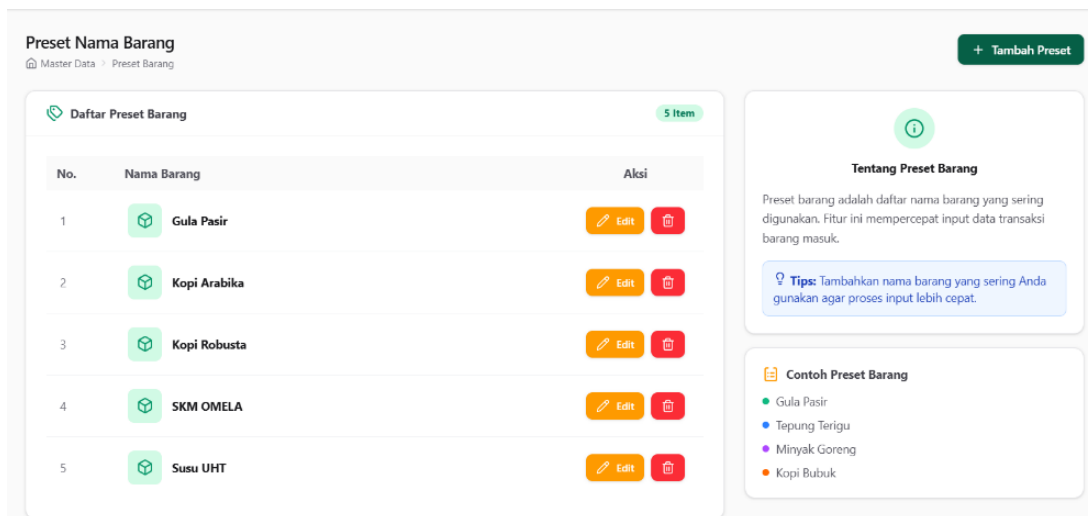 Preset Nama Barang
Master Data > Preset Barang
+ Tambah Preset
Daftar Preset Barang
5 Item
No. Nama Barang Aksi
1 Gula Pasir Edit
2 Kopi Arabika Edit
3 Kopi Robusta Edit
4 SKM OMELA Edit
5 Susu UHT Edit
Tentang Preset Barang
Preset barang adalah daftar nama barang yang sering
digunakan. Fitur ini mempercepat input data transaksi
barang masuk.
Tips: Tambahkan nama barang yang sering Anda
gunakan agar proses input lebih cepat.
Contoh Preset Barang
Gula Pasir
Tepung Terigu
Minyak Goreng
Kopi Bubuk